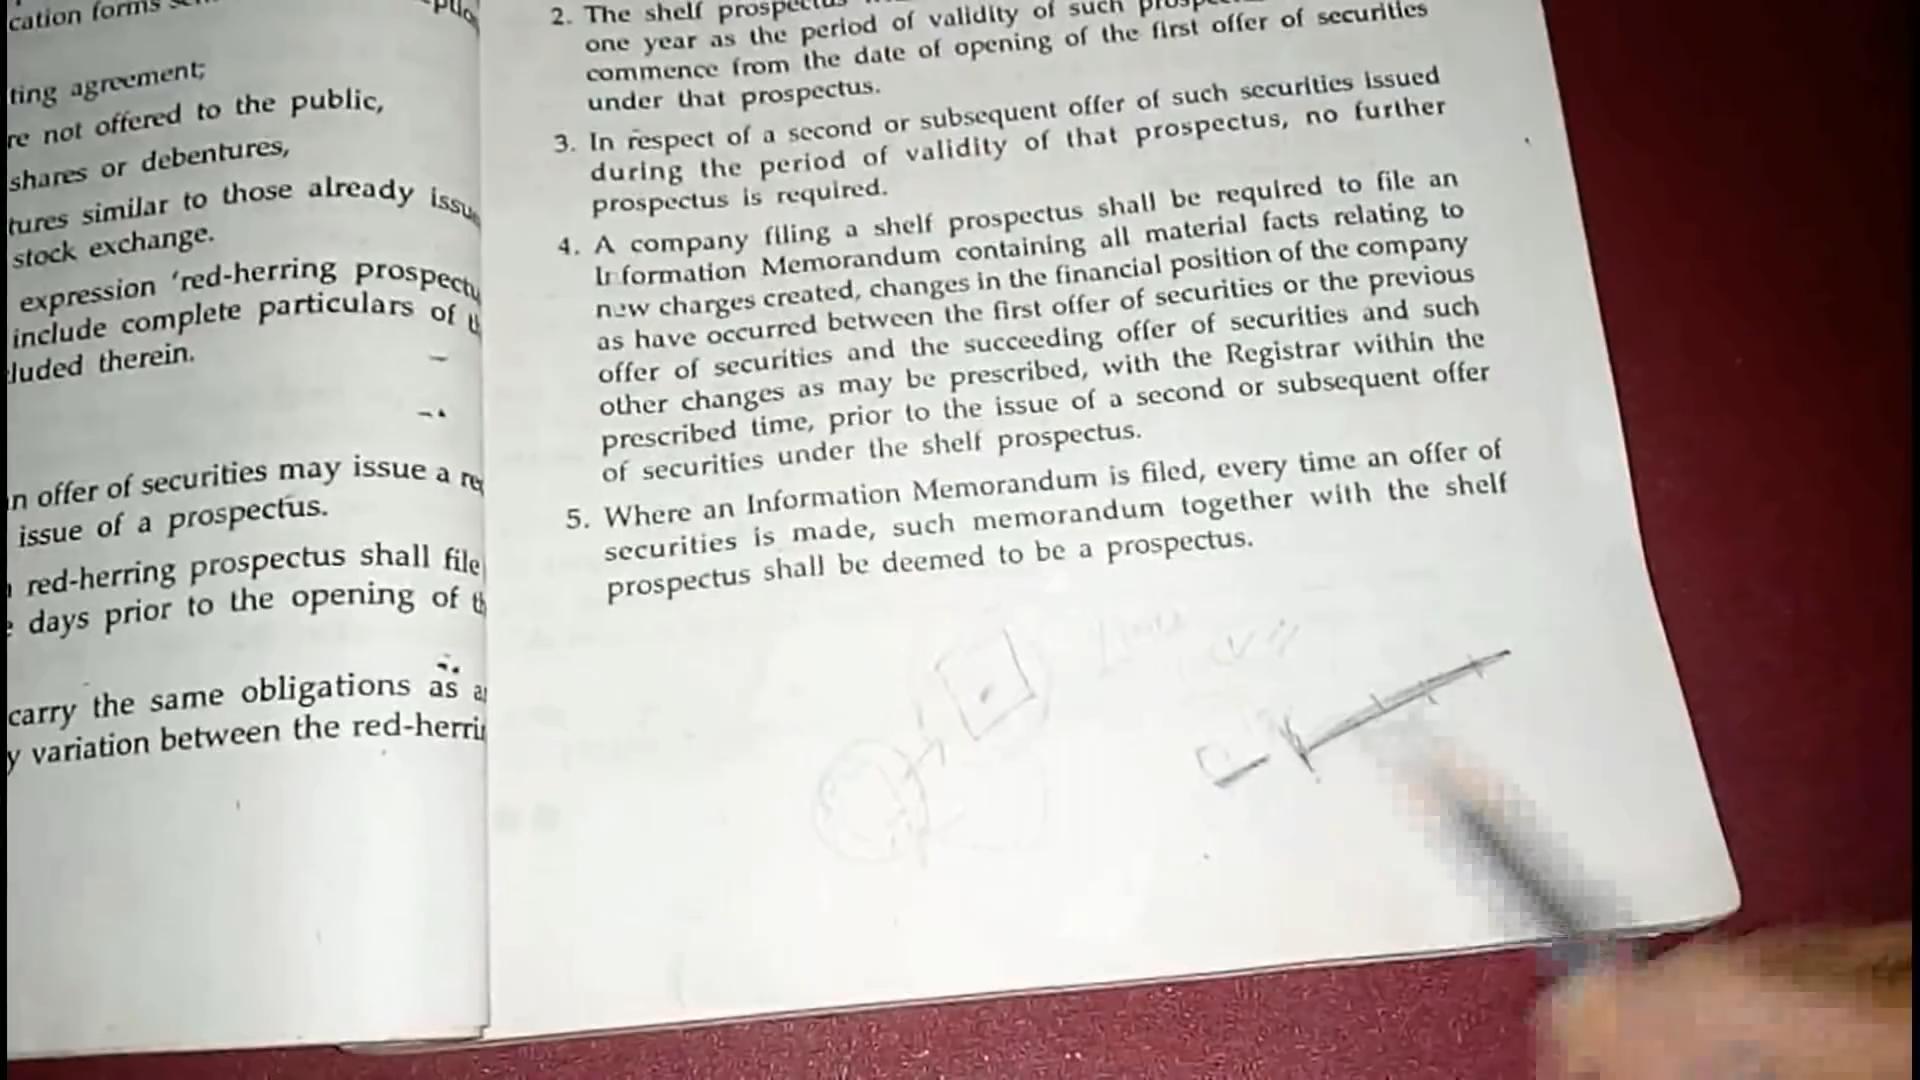 cation forms
ting agreement;
re not offered to the public,
shares or debentures,
tures similar to those already issue
stock exchange.
expression 'red-herring prospectu
include complete particulars of
luded therein.
n offer of securities may issue a re
issue of a prospectus.
red-herring prospectus shall file
days prior to the opening of th
carry the same obligations as a
y variation between the red-herrin
2. The shelf prospectus
one year as the period of validity of such
commence from the date of opening of the first offer of securities
under that prospectus.
3. In respect of a second or subsequent offer of such securities issued
during the period of validity of that prospectus, no further
prospectus is required.
4. A company filing a shelf prospectus shall be required to file an
Information Memorandum containing all material facts relating to
new charges created, changes in the financial position of the company
as have occurred between the first offer of securities or the previous
offer of securities and the succeeding offer of securities and such
other changes as may be prescribed, with the Registrar within the
prescribed time, prior to the issue of a second or subsequent offer
of securities under the shelf prospectus.
5. Where an Information Memorandum is filed, every time an offer of
securities is made, such memorandum together with the shelf
prospectus shall be deemed to be a prospectus.